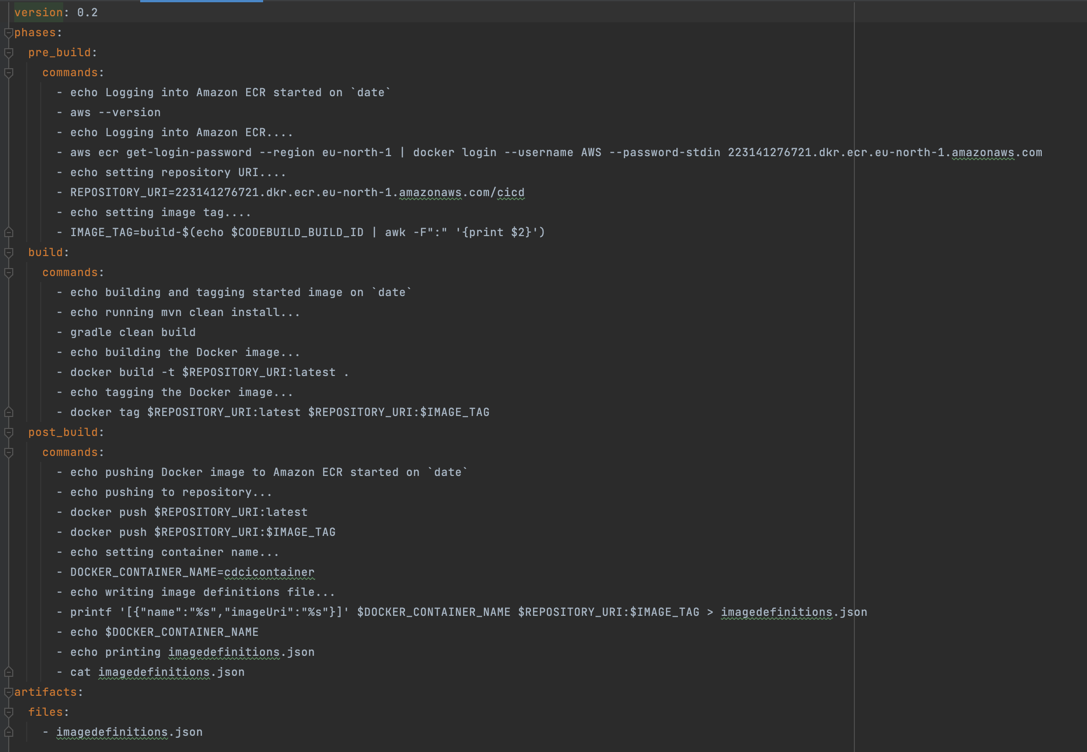 version: 0.2
phases:
  pre_build:
    commands:
      - echo Logging into Amazon ECR started on `date`
      - aws --version
      - echo Logging into Amazon ECR....
      - aws ecr get-login-password --region eu-north-1 | docker login --username AWS --password-stdin 223141276721.dkr.ecr.eu-north-1.amazonaws.com
      - echo setting repository URI....
      - REPOSITORY_URI=223141276721.dkr.ecr.eu-north-1.amazonaws.com/cicd
      - echo setting image tag....
      - IMAGE_TAG=build-$(echo $CODEBUILD_BUILD_ID | awk -F":" '{print $2}')
  build:
    commands:
      - echo building and tagging started image on `date`
      - echo running mvn clean install...
      - gradle clean build
      - echo building the Docker image...
      - docker build -t $REPOSITORY_URI:latest .
      - echo tagging the Docker image...
      - docker tag $REPOSITORY_URI:latest $REPOSITORY_URI:$IMAGE_TAG
  post_build:
    commands:
      - echo pushing Docker image to Amazon ECR started on `date`
      - echo pushing to repository...
      - docker push $REPOSITORY_URI:latest
      - docker push $REPOSITORY_URI:$IMAGE_TAG
      - echo setting container name...
      - DOCKER_CONTAINER_NAME=cdcicontainer
      - echo writing image definitions file...
      - printf '[{"name":"%s","imageUri":"%s"}]' $DOCKER_CONTAINER_NAME $REPOSITORY_URI:$IMAGE_TAG > imagedefinitions.json
      - echo $DOCKER_CONTAINER_NAME
      - echo printing imagedefinitions.json
      - cat imagedefinitions.json
artifacts:
  files:
    - imagedefinitions.json